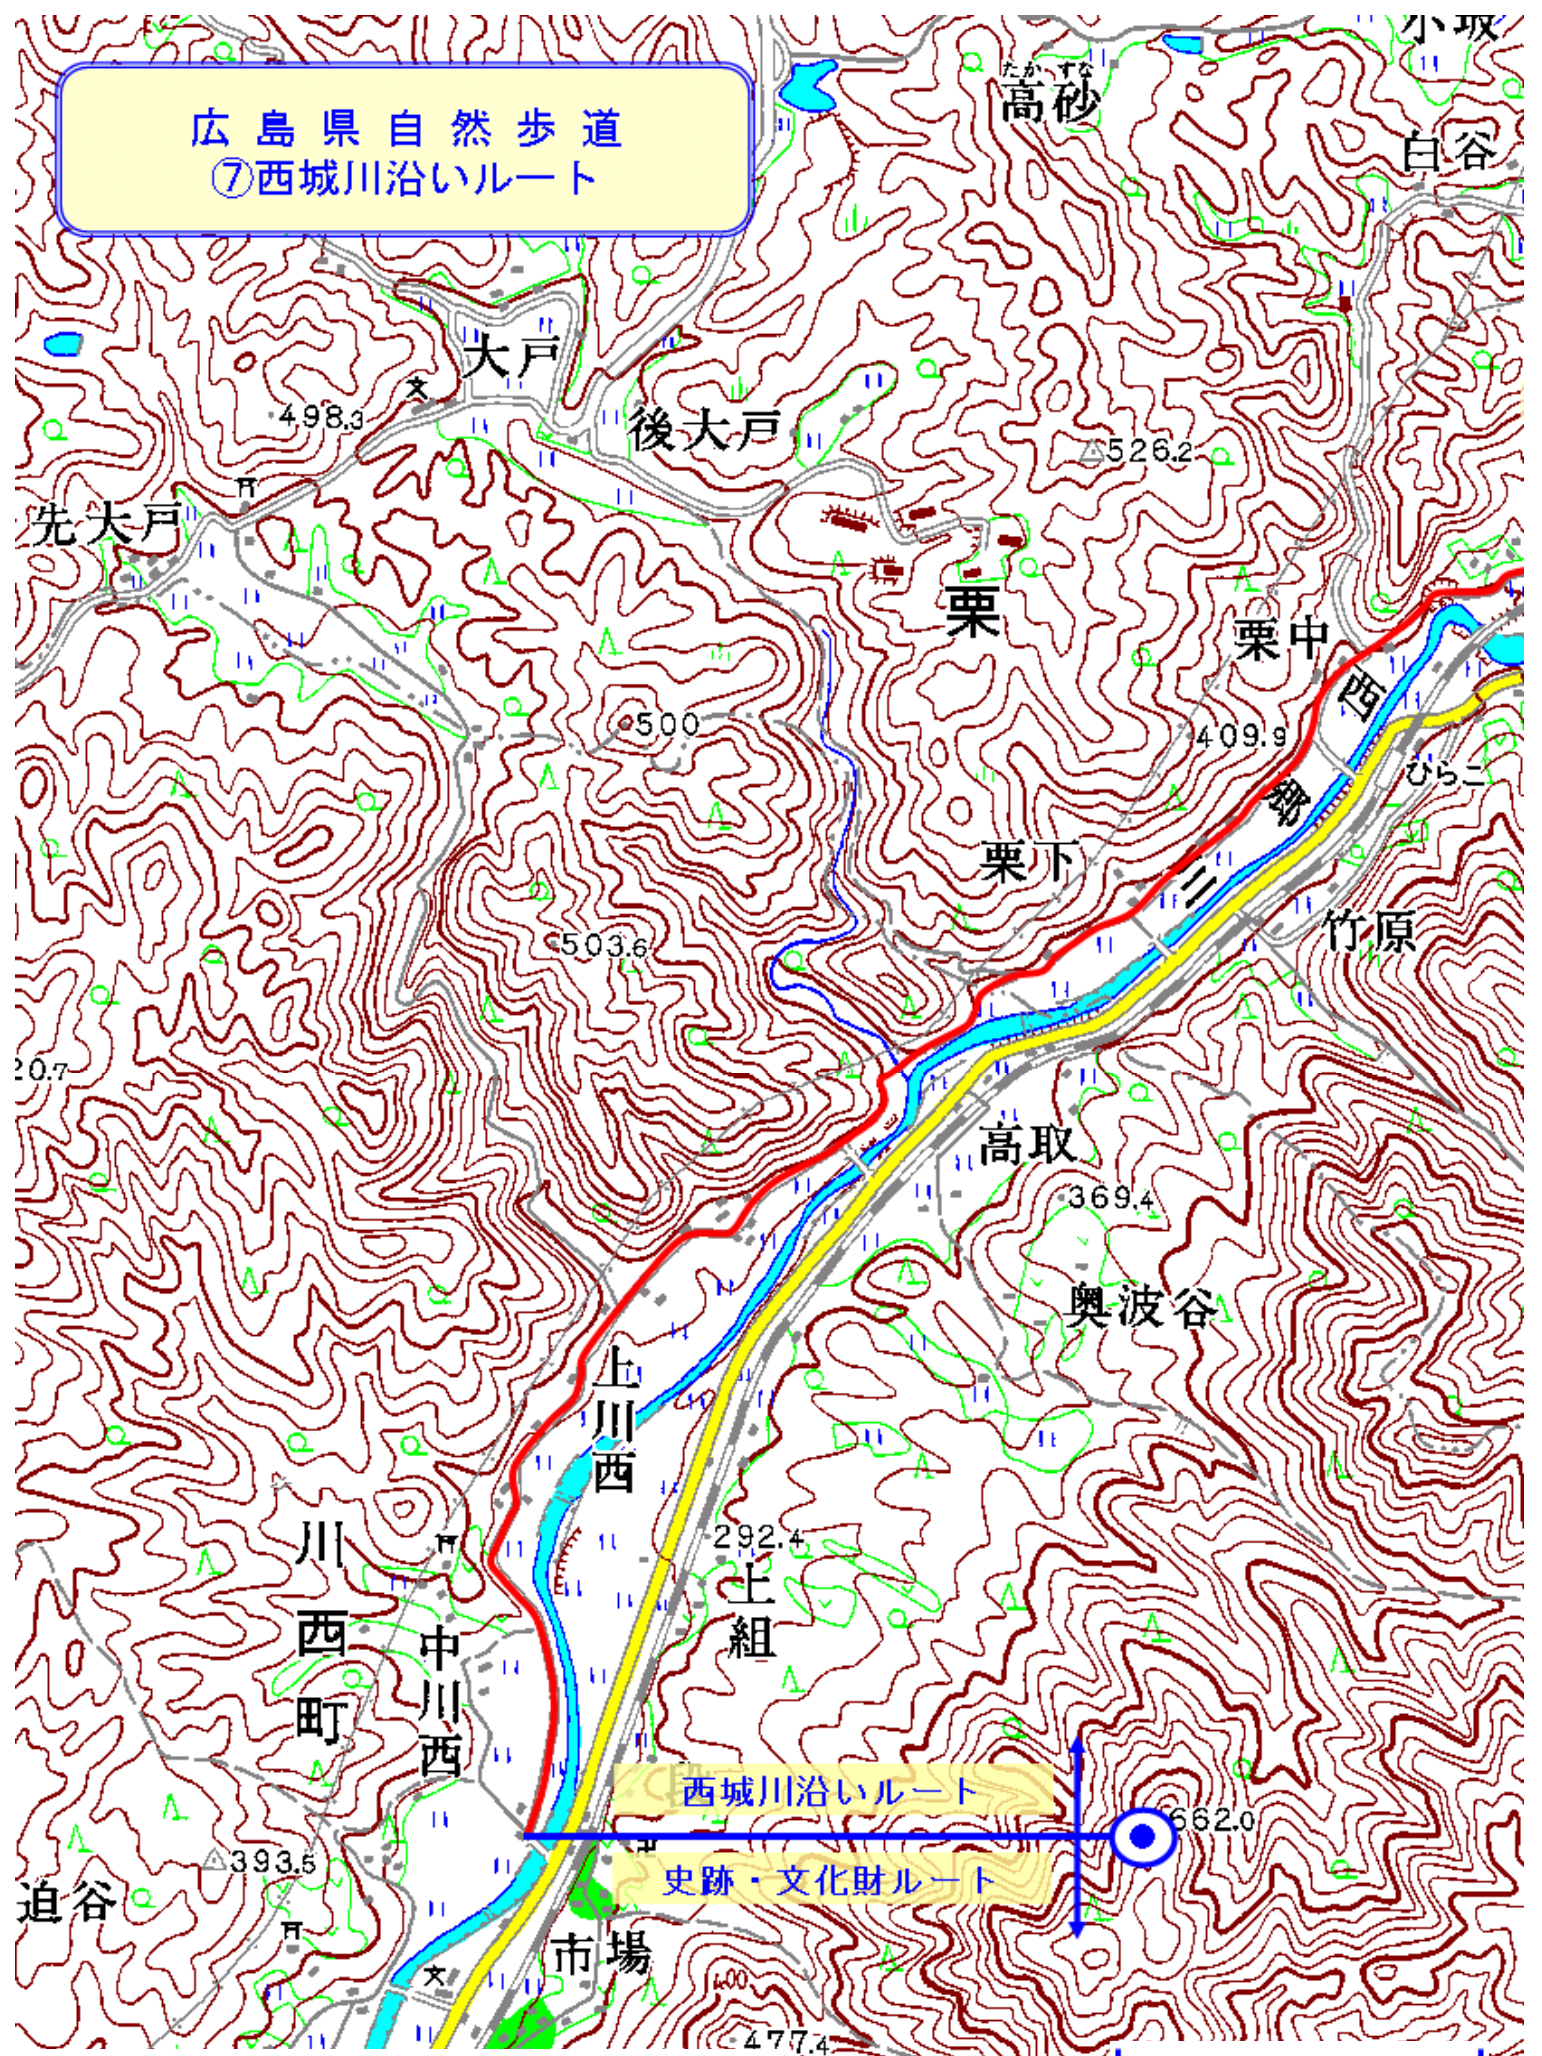 広島県自然歩道
⑦西城川沿いルート
たか すな
高砂
白谷
大戸
文
498.3
後大戸
526.2
先大戸
栗
栗中
西
500
409.9
ひらこ
郷
栗下
三
竹原
503.6
20.7
高取
369.4
奥波谷
上川西
292.4
川西町
上組
中川西
西城川沿いルート
662.0
393.5
史跡・文化財ルート
迫谷
市場
文
400
477.4